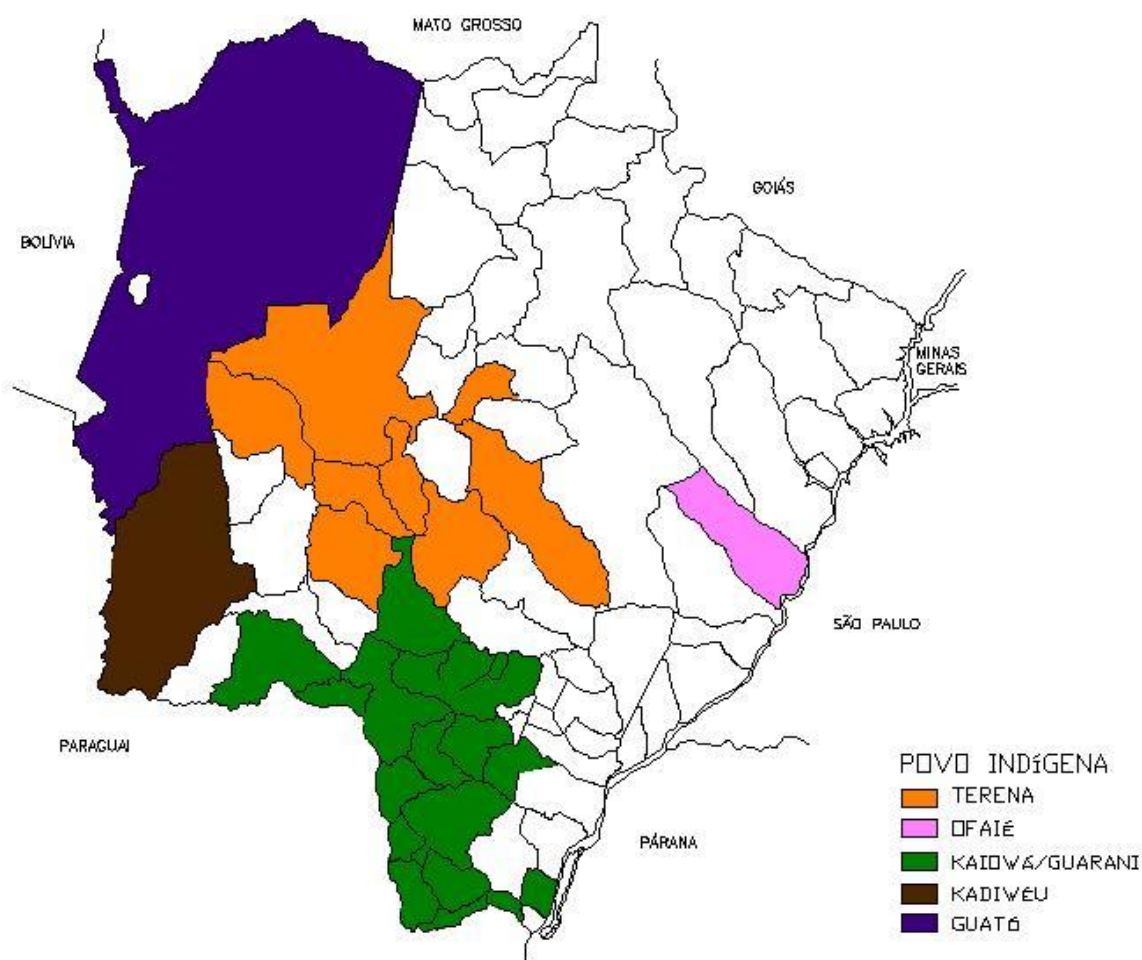 MATO GROSSO
GOIÁS
BOLÍVIA
MINAS
GERAIS
SÃO PAULO
PARAGUAI
PÁRANA
POVO INDíGENA
TERENA
OFAIÉ
KAIOWÁ/GUARANI
KADIWÉU
GUATÓ